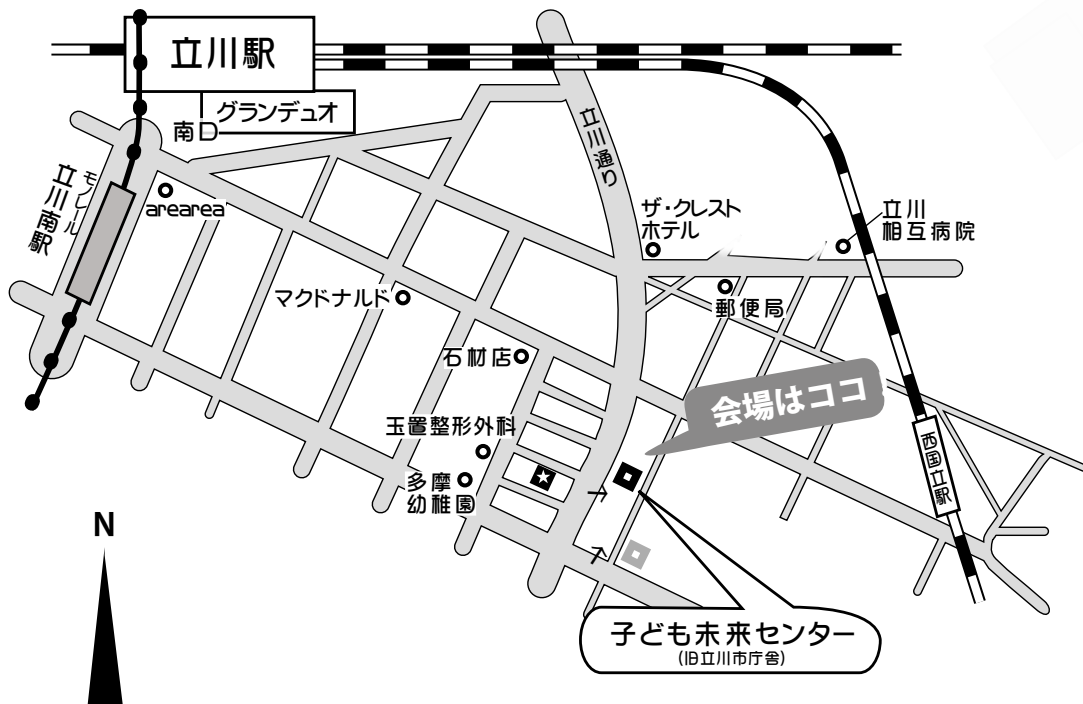 立川駅
グランデュオ
南口
モノレール
立川南駅
arearea
立川通り
ザ・クレスト
ホテル
立川
相互病院
マクドナルド
郵便局
石材店
会場はココ
玉置整形外科
多摩
幼稚園
西国立駅
N
子ども未来センター
(旧立川市庁舎)